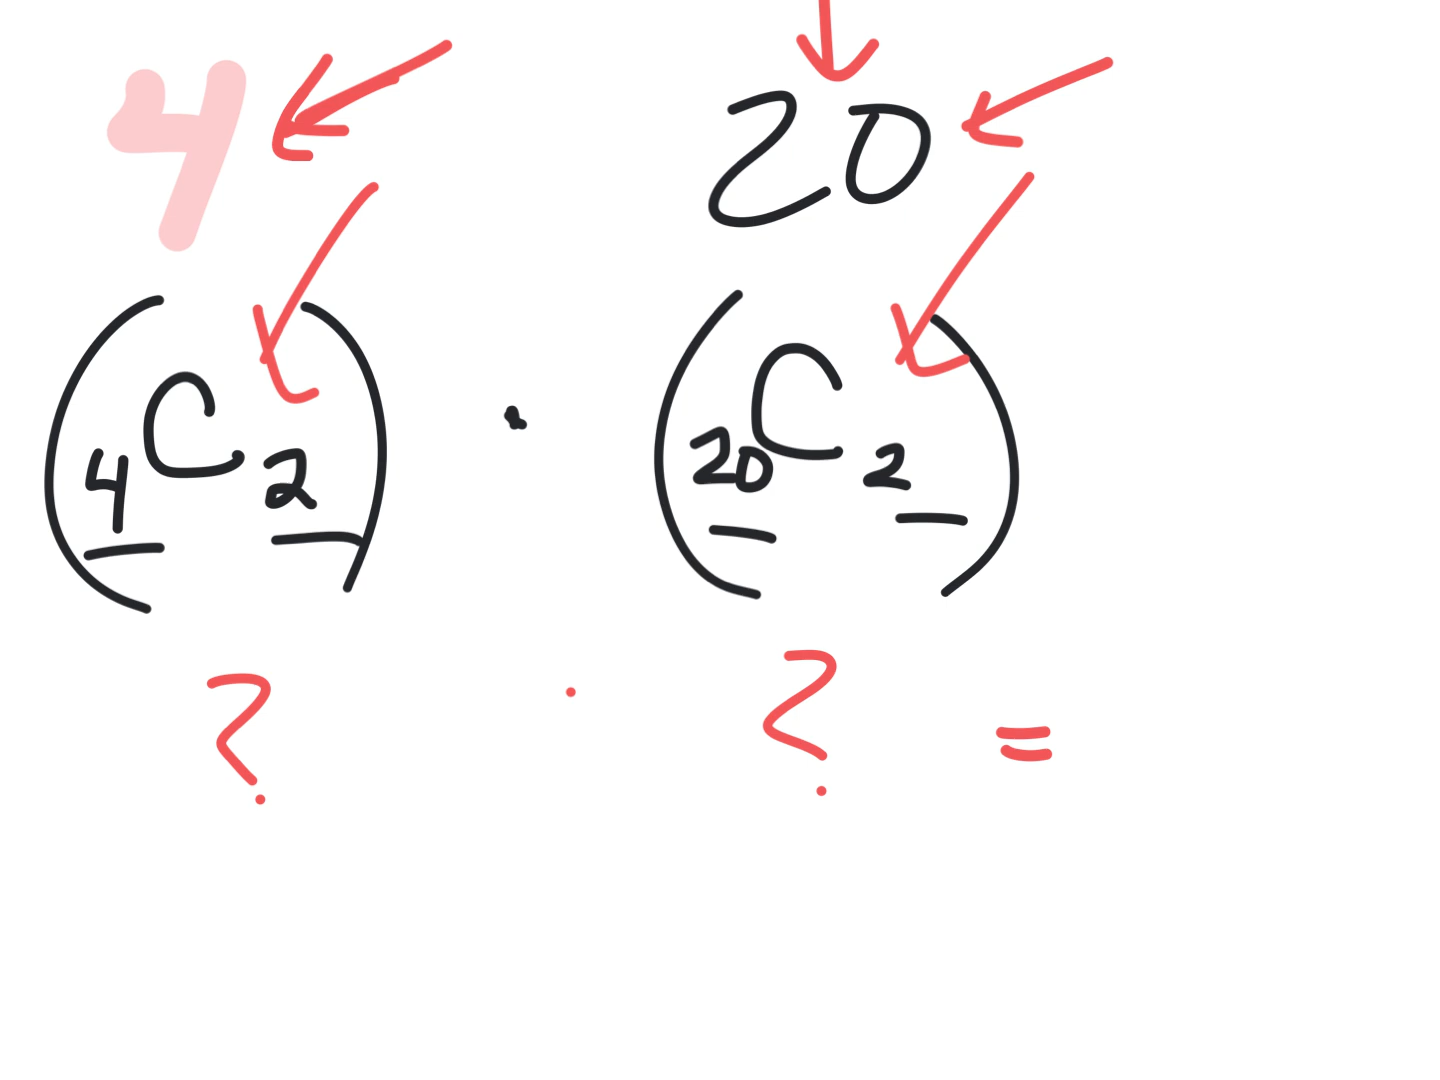 4 20
(4C2) · (20C2)
? · ? =